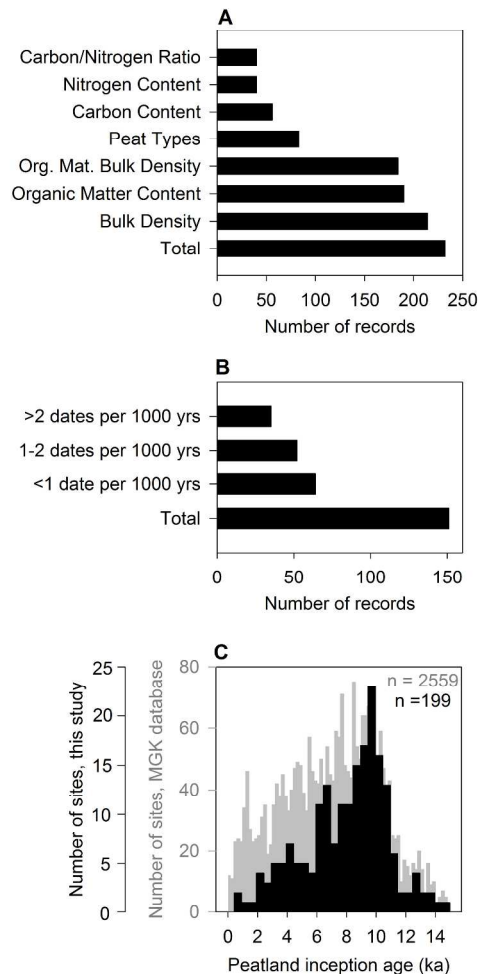 A
Carbon/Nitrogen Ratio
Nitrogen Content
Carbon Content
Peat Types
Org. Mat. Bulk Density
Organic Matter Content
Bulk Density
Total
0 50 100 150 200 250
Number of records
B
>2 dates per 1000 yrs
1-2 dates per 1000 yrs
<1 date per 1000 yrs
Total
0 50 100 150
Number of records
C
Number of sites, this study
25
20
15
10
5
0
Number of sites, MGK database
80
60
40
20
0
n = 2559
n =199
0 2 4 6 8 10 12 14
Peatland inception age (ka)